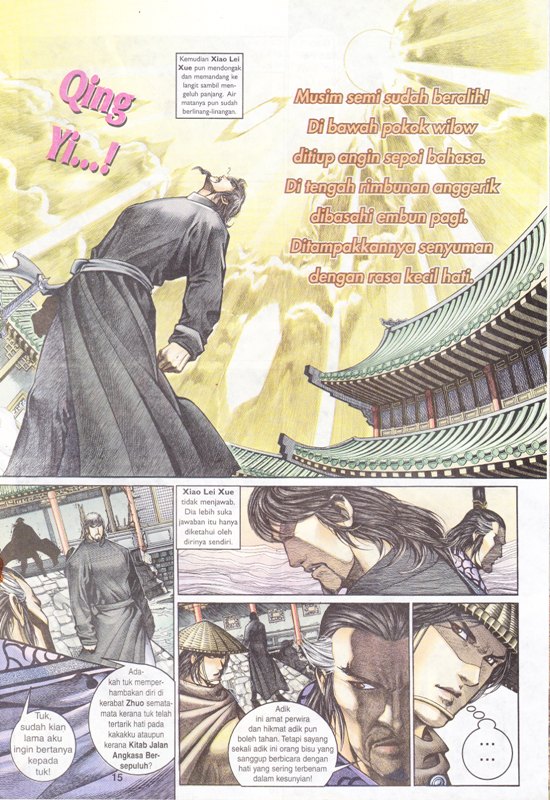 Kemudian Xiao Lei
Xue pun mendongak
dan memandang ke
langit sambil men-
geluh panjang. Air
matanya pun sudah
berlinang-linangan.
Qing
Yi...!
Musim semi sudah beralih!
Di bawah pokok wilow
ditiup angin sepoi bahasa.
Di tengah rimbunan anggerik
dibasahi embun pagi.
Ditampakkannya senyuman
dengan rasa kecil hati.
Tuk,
sudah kian
lama aku
ingin bertanya
kepada
tuk!
Ada-
kah tuk memper-
hambakan diri di
kerabat Zhuo semata-
mata kerana tuk telah
tertarik hati pada
kakakku ataupun
kerana Kitab Jalan
Angkasa Ber-
sepuluh?
Xiao Lei Xue
tidak menjawab.
Dia lebih suka
jawaban itu hanya
diketahui oleh
dirinya sendiri.
Adik
ini amat perwira
dan hikmat adik pun
boleh tahan. Tetapi sayang
sekali adik ini orang bisu yang
sanggup berbicara dengan
hati yang sering terbenam
dalam kesunyian!
...
...
15